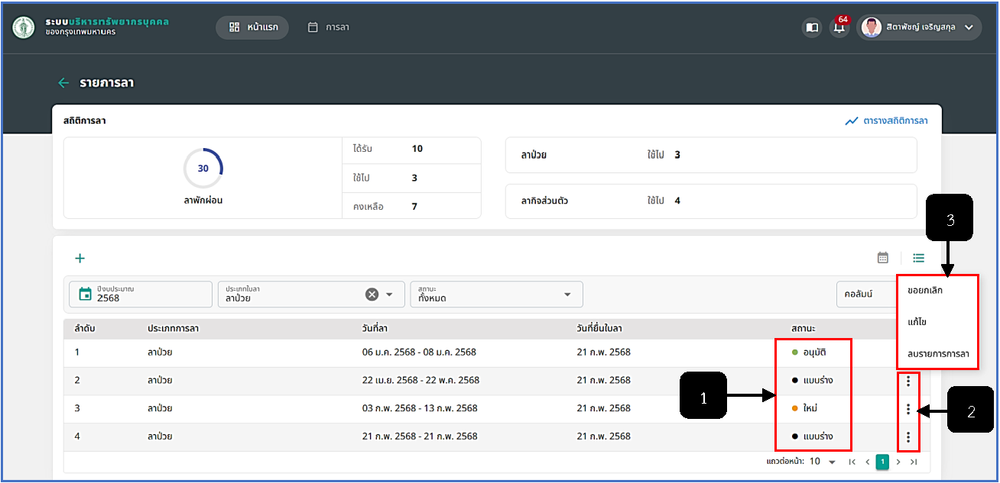 ระบบบริหารทรัพยากรบุคคล
ของกรุงเทพมหานคร
หน้าแรก
การลา
64
สิตาพัชญ์ เจริญสกุล
รายการลา
สถิติการลา
ตารางสถิติการลา
30
ลาพักผ่อน
ได้รับ 10
ใช้ไป 3
คงเหลือ 7
ลาป่วย ใช้ไป 3
ลากิจส่วนตัว ใช้ไป 4
3
ปีงบประมาณ
2568
ประเภทใบลา
ลาป่วย
สถานะ
ทั้งหมด
คอลัมน์
ขอยกเลิก
แก้ไข
ลบรายการการลา
ลำดับ ประเภทการลา วันที่ลา วันที่ยื่นใบลา สถานะ
1 ลาป่วย 06 ม.ค. 2568 - 08 ม.ค. 2568 21 ก.พ. 2568 อนุมัติ
2 ลาป่วย 22 เม.ย. 2568 - 22 พ.ค. 2568 21 ก.พ. 2568 แบบร่าง
3 ลาป่วย 03 ก.พ. 2568 - 13 ก.พ. 2568 21 ก.พ. 2568 ใหม่
4 ลาป่วย 21 ก.พ. 2568 - 21 ก.พ. 2568 21 ก.พ. 2568 แบบร่าง
1
2
แถวต่อหน้า: 10 1